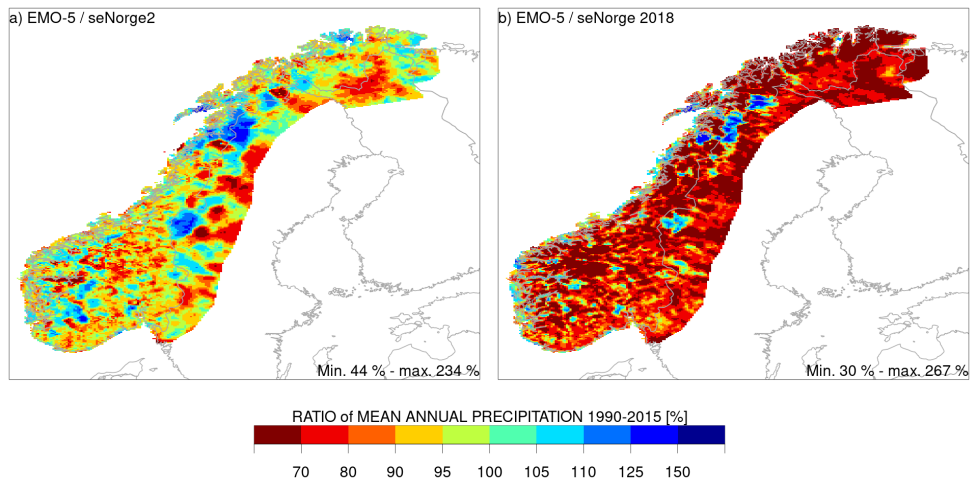 a) EMO-5 / seNorge2
b) EMO-5 / seNorge 2018
Min. 44 % - max. 234 %
Min. 30 % - max. 267 %
RATIO of MEAN ANNUAL PRECIPITATION 1990-2015 [%]
70 80 90 95 100 105 110 125 150